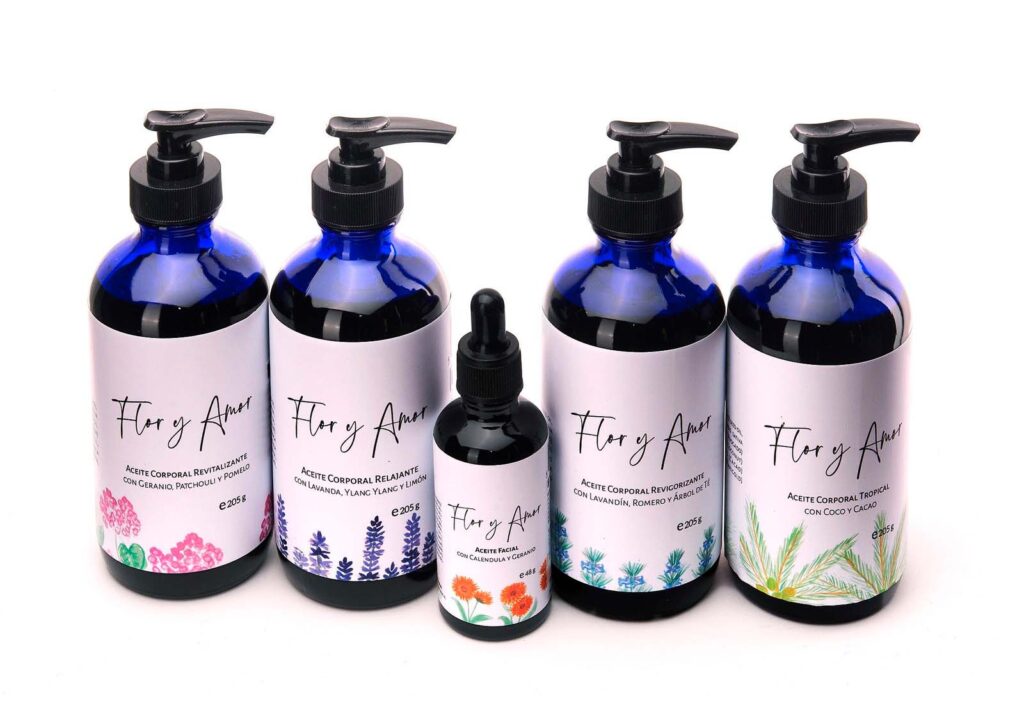 Flor y Amor
Aceite Corporal Revitalizante
con Geranio, Patchouli y Pomelo
e 205 g
Flor y Amor
Aceite Corporal Relajante
con Lavanda, Ylang Ylang y Limón
e 205 g
Flor y Amor
Aceite Facial
con Calendula y Geranio
e 48 g
Flor y Amor
Aceite Corporal Revigorizante
con Lavandín, Romero y Árbol de Té
e 205 g
Flor y Amor
Aceite Corporal Tropical
con Coco y Cacao
e 205 g